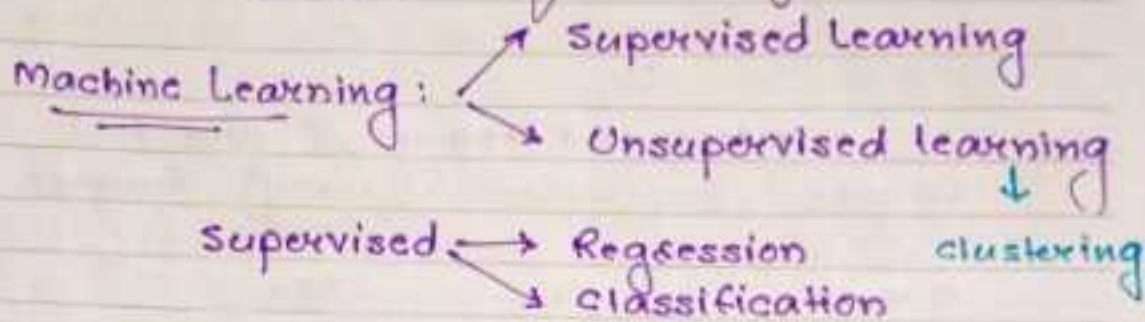 Supervised Learning
Machine Learning :
Unsupervised learning
Supervised → Regression clustering
Classification